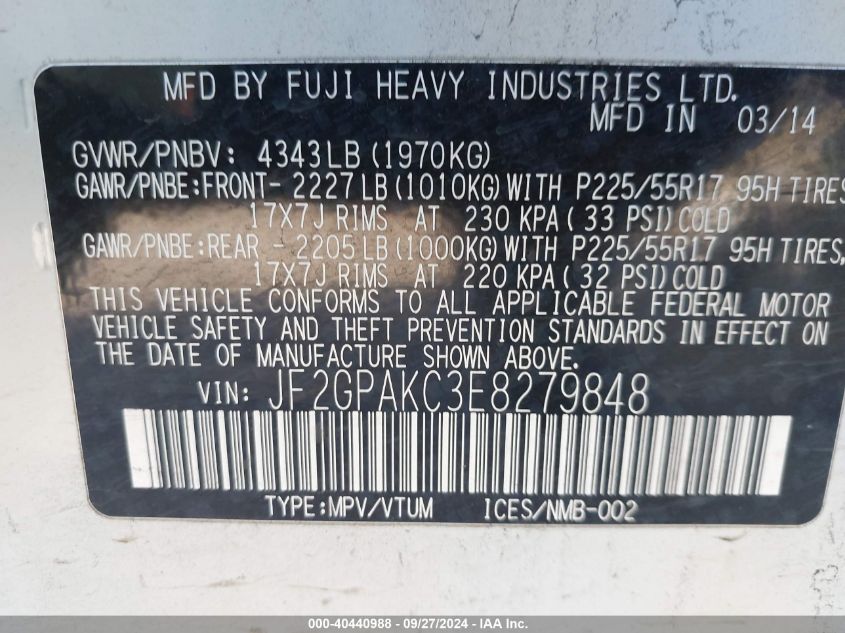 MFD BY FUJI HEAVY INDUSTRIES LTD.
MFD IN 03/14
GVWR/PNBV: 4343LB (1970KG)
GAWR/PNBE:FRONT- 2227LB (1010KG) WITH P225/55R17 95H TIRES
17X7J RIMS AT 230 KPA ( 33 PSI) COLD
GAWR/PNBE:REAR - 2205LB (1000KG) WITH P225/55R17 95H TIRES,
17X7J RIMS AT 220 KPA ( 32 PSI) COLD
THIS VEHICLE CONFORMS TO ALL APPLICABLE FEDERAL MOTOR
VEHICLE SAFETY AND THEFT PREVENTION STANDARDS IN EFFECT ON
THE DATE OF MANUFACTURE SHOWN ABOVE.
VIN: JF2GPAKC3E8279848
TYPE:MPV/VTUM ICES/NMB-002
000-40440988 - 09/27/2024 - IAAI